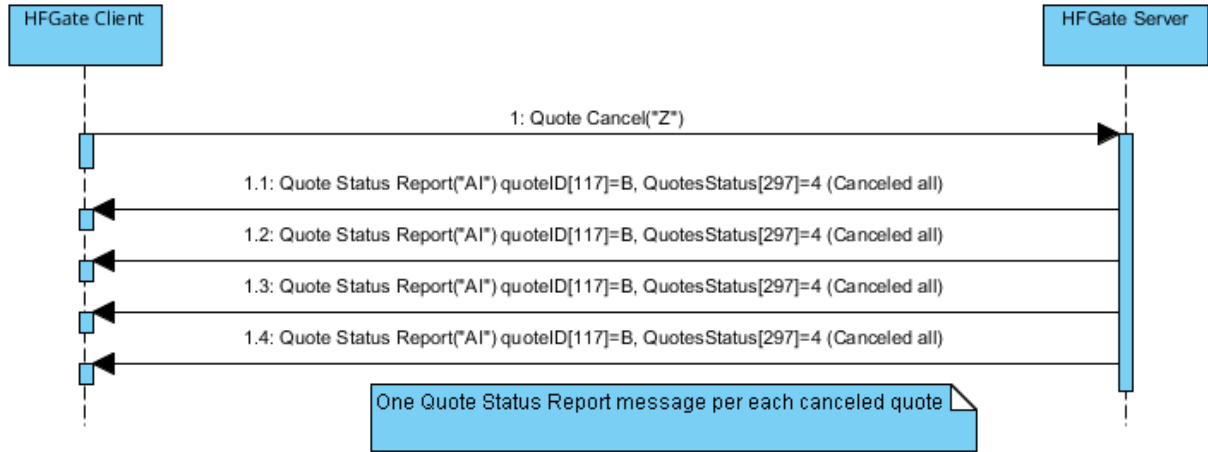 HFGate Client
HFGate Server
1: Quote Cancel("Z")
1.1: Quote Status Report("AI") quoteID[117]=B, QuotesStatus[297]=4 (Canceled all)
1.2: Quote Status Report("AI") quoteID[117]=B, QuotesStatus[297]=4 (Canceled all)
1.3: Quote Status Report("AI") quoteID[117]=B, QuotesStatus[297]=4 (Canceled all)
1.4: Quote Status Report("AI") quoteID[117]=B, QuotesStatus[297]=4 (Canceled all)
One Quote Status Report message per each canceled quote